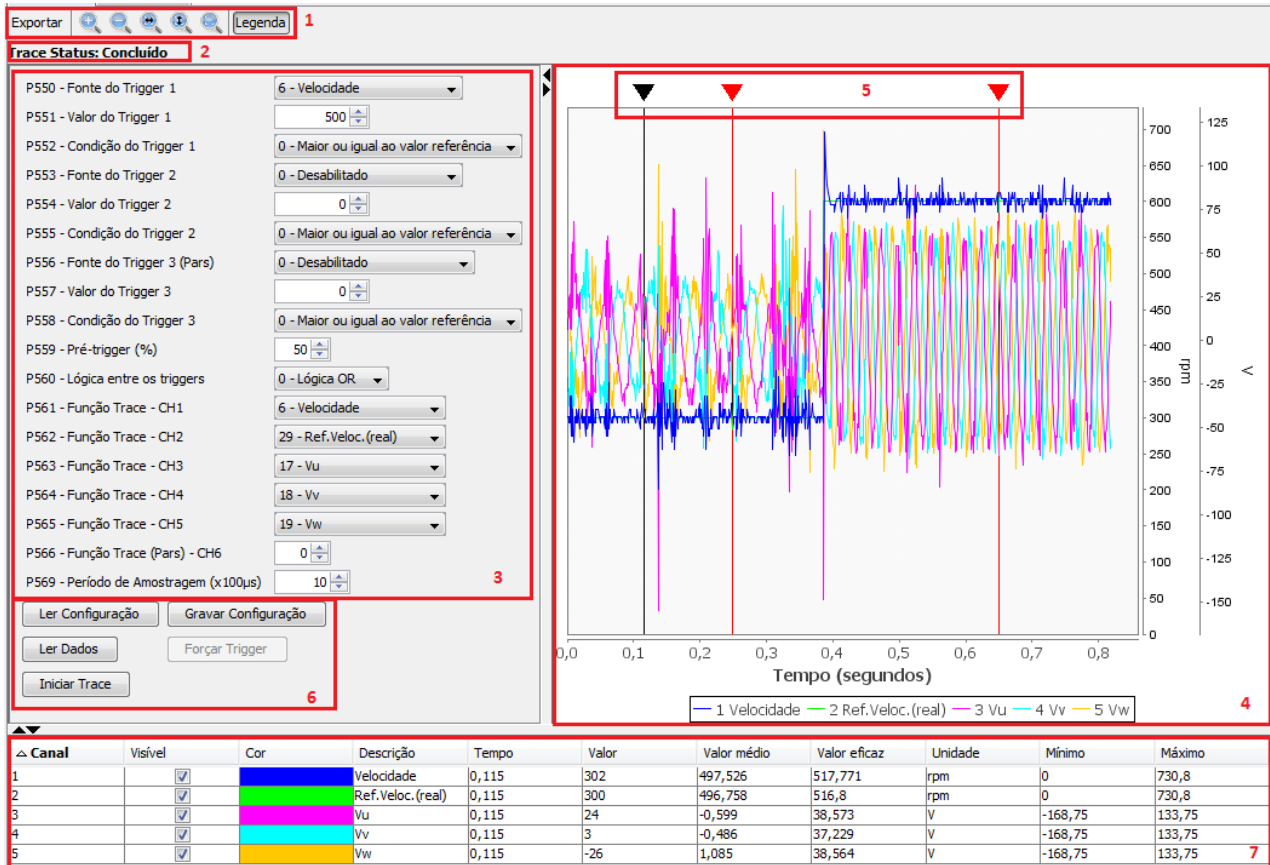 Exportar Legenda 1
Trace Status: Concluído 2
P550 - Fonte do Trigger 1 6 - Velocidade
P551 - Valor do Trigger 1 500
P552 - Condição do Trigger 1 0 - Maior ou igual ao valor referência
P553 - Fonte do Trigger 2 0 - Desabilitado
P554 - Valor do Trigger 2 0
P555 - Condição do Trigger 2 0 - Maior ou igual ao valor referência
P556 - Fonte do Trigger 3 (Pars) 0 - Desabilitado
P557 - Valor do Trigger 3 0
P558 - Condição do Trigger 3 0 - Maior ou igual ao valor referência
P559 - Pré-trigger (%) 50
P560 - Lógica entre os triggers 0 - Lógica OR
P561 - Função Trace - CH1 6 - Velocidade
P562 - Função Trace - CH2 29 - Ref.Veloc.(real)
P563 - Função Trace - CH3 17 - Vu
P564 - Função Trace - CH4 18 - Vv
P565 - Função Trace - CH5 19 - Vw
P566 - Função Trace (Pars) - CH6 0
P569 - Período de Amostragem (x100µs) 10
3
Ler Configuração Gravar Configuração
Ler Dados Forçar Trigger
Iniciar Trace
6
5
700
650
600
550
500
450
400
350
300
250
200
150
100
50
0
rpm
125
100
75
50
25
0
-25
-50
-75
-100
-125
-150
V
0,0 0,1 0,2 0,3 0,4 0,5 0,6 0,7 0,8
Tempo (segundos)
1 Velocidade 2 Ref.Veloc.(real) 3 Vu 4 Vv 5 Vw
4
Canal Visível Cor Descrição Tempo Valor Valor médio Valor eficaz Unidade Mínimo Máximo
1 Velocidade 0,115 302 497,526 517,771 rpm 0 730,8
2 Ref.Veloc.(real) 0,115 300 496,758 516,8 rpm 0 730,8
3 Vu 0,115 24 -0,599 38,573 V -168,75 133,75
4 Vv 0,115 3 -0,486 37,229 V -168,75 133,75
5 Vw 0,115 -26 1,085 38,564 V -168,75 133,75
7